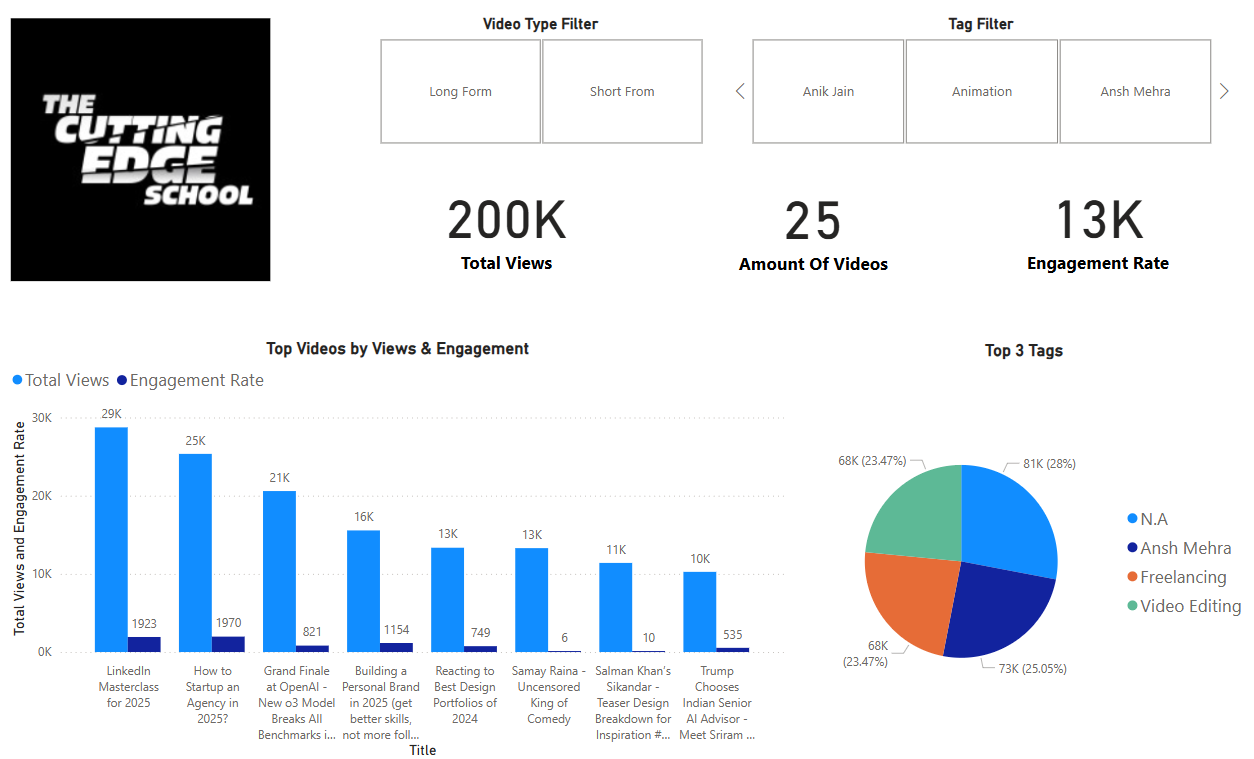 THE
CUTTING
EDGE
SCHOOL
Video Type Filter
Long Form
Short From
Tag Filter
Anik Jain
Animation
Ansh Mehra
200K
Total Views
25
Amount Of Videos
13K
Engagement Rate
Top Videos by Views & Engagement
Total Views
Engagement Rate
Total Views and Engagement Rate
30K
20K
10K
0K
29K
1923
25K
1970
21K
821
16K
1154
13K
749
13K
6
11K
10
10K
535
LinkedIn
Masterclass
for 2025
How to
Startup an
Agency in
2025?
Grand Finale
at OpenAI -
New o3 Model
Breaks All
Benchmarks i...
Building a
Personal Brand
in 2025 (get
better skills,
not more foll...
Reacting to
Best Design
Portfolios of
2024
Samay Raina -
Uncensored
King of
Comedy
Salman Khan's
Sikandar -
Teaser Design
Breakdown for
Inspiration #...
Trump
Chooses
Indian Senior
AI Advisor -
Meet Sriram ...
Title
Top 3 Tags
68K (23.47%)
81K (28%)
68K
(23.47%)
73K (25.05%)
N.A
Ansh Mehra
Freelancing
Video Editing